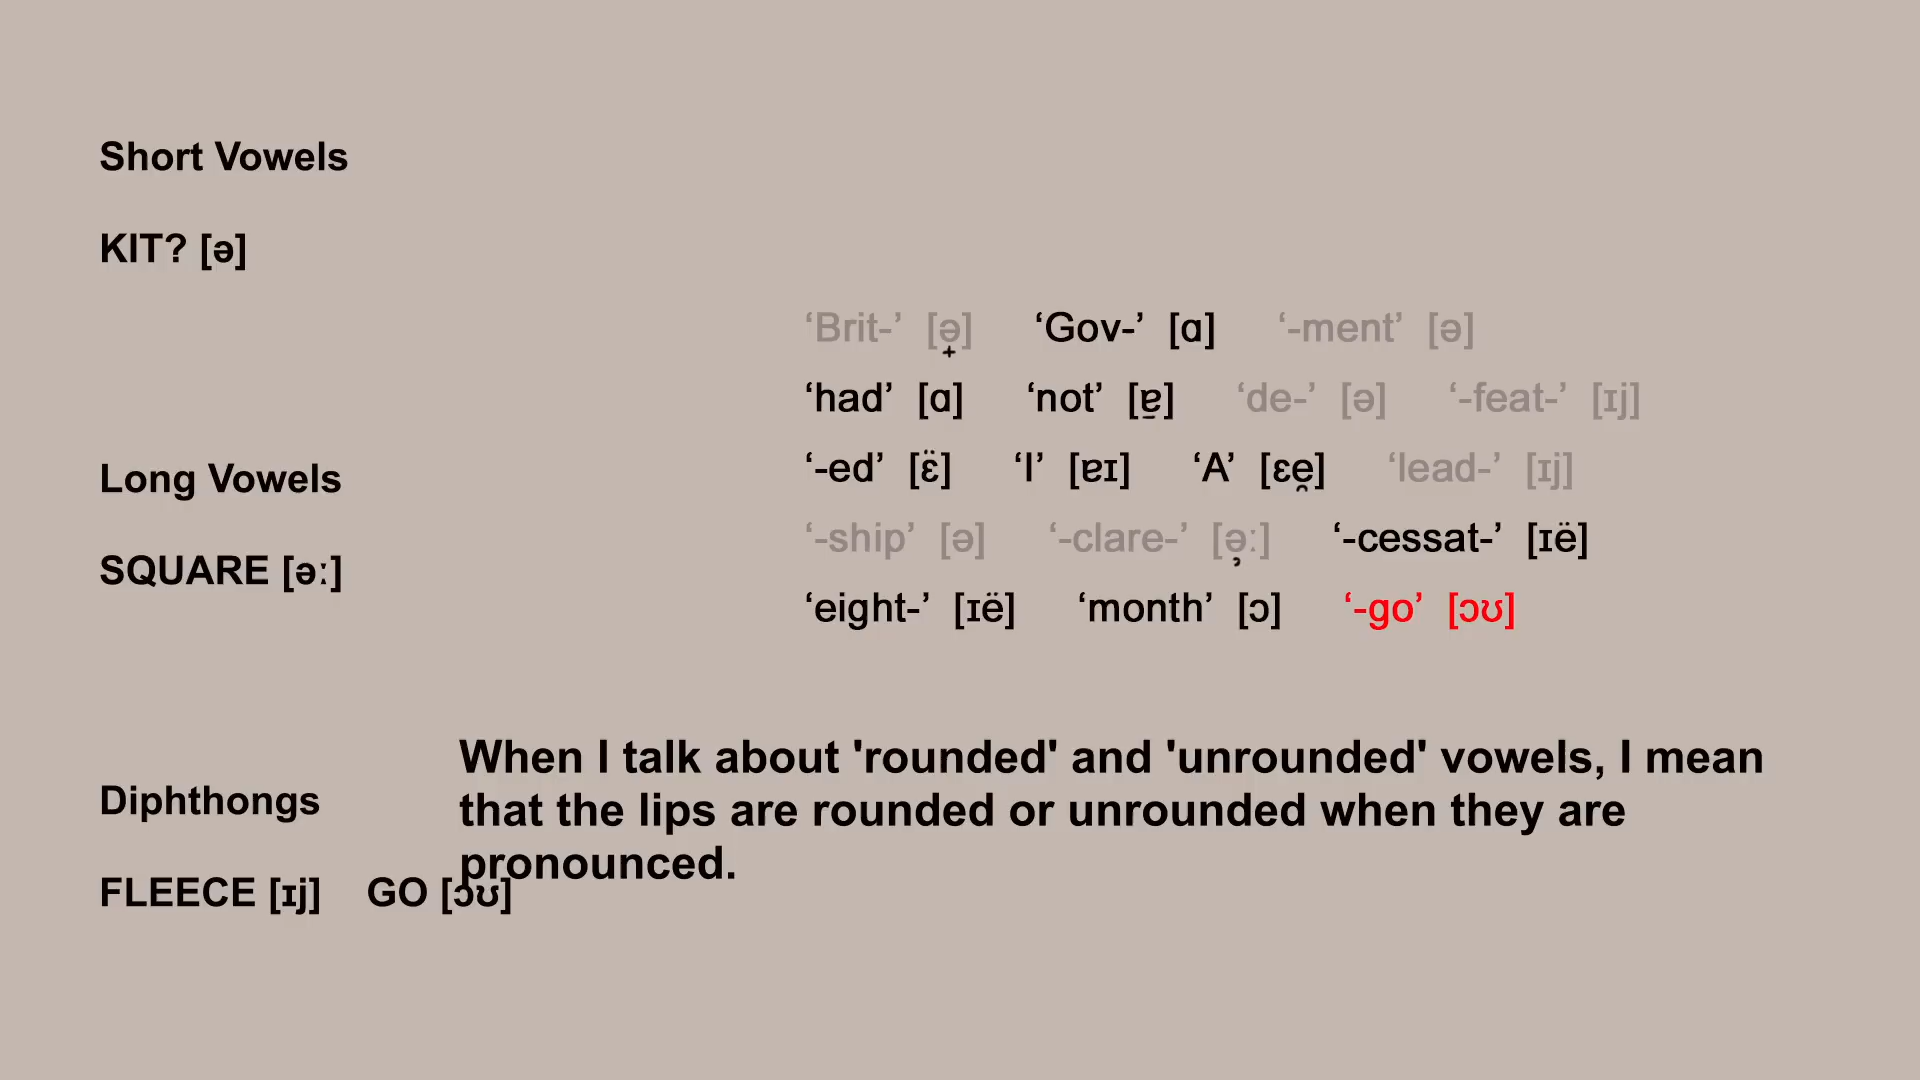 Short Vowels
KIT? [ə]
‘Brit-’ [ə̟] ‘Gov-’ [ɑ] ‘-ment’ [ə]
‘had’ [ɑ] ‘not’ [ɐ̠] ‘de-’ [ə] ‘-feat-’ [ɪj]
‘-ed’ [ɛ̈] ‘I’ [ɐɪ] ‘A’ [ɛe̯] ‘lead-’ [ɪj]
Long Vowels
‘-ship’ [ə] ‘-clare-’ [ə̹ː] ‘-cessat-’ [ɪë]
SQUARE [əː]
‘eight-’ [ɪë] ‘month’ [ɔ] ‘-go’ [ɔʊ]
When I talk about 'rounded' and 'unrounded' vowels, I mean
that the lips are rounded or unrounded when they are
pronounced.
Diphthongs
FLEECE [ɪj] GO [ɔʊ]